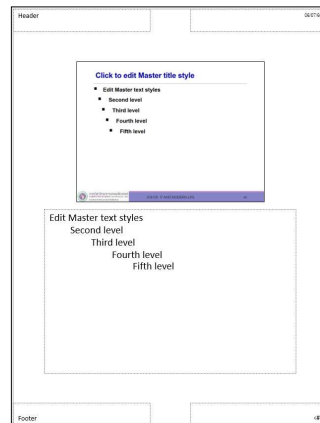 Header
Click to edit Master title style
Edit Master text styles
Second level
Third level
Fourth level
Fifth level
Edit Master text styles
Second level
Third level
Fourth level
Fifth level
Footer
‹#